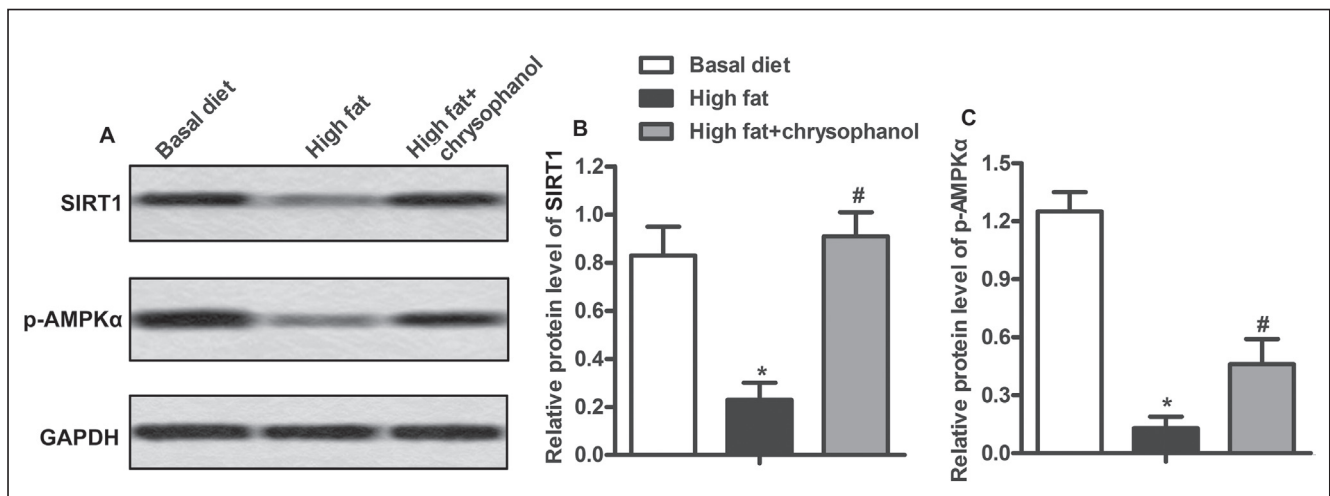 A
Basal diet
High fat
High fat+
chrysophanol
SIRT1
p-AMPKα
GAPDH
Basal diet
High fat
High fat+chrysophanol
B
Relative protein level of SIRT1
1.2
1.0
0.8
0.6
0.4
0.2
0.0
*
#
C
Relative protein level of p-AMPKα
1.5
1.2
0.9
0.6
0.3
0.0
*
#